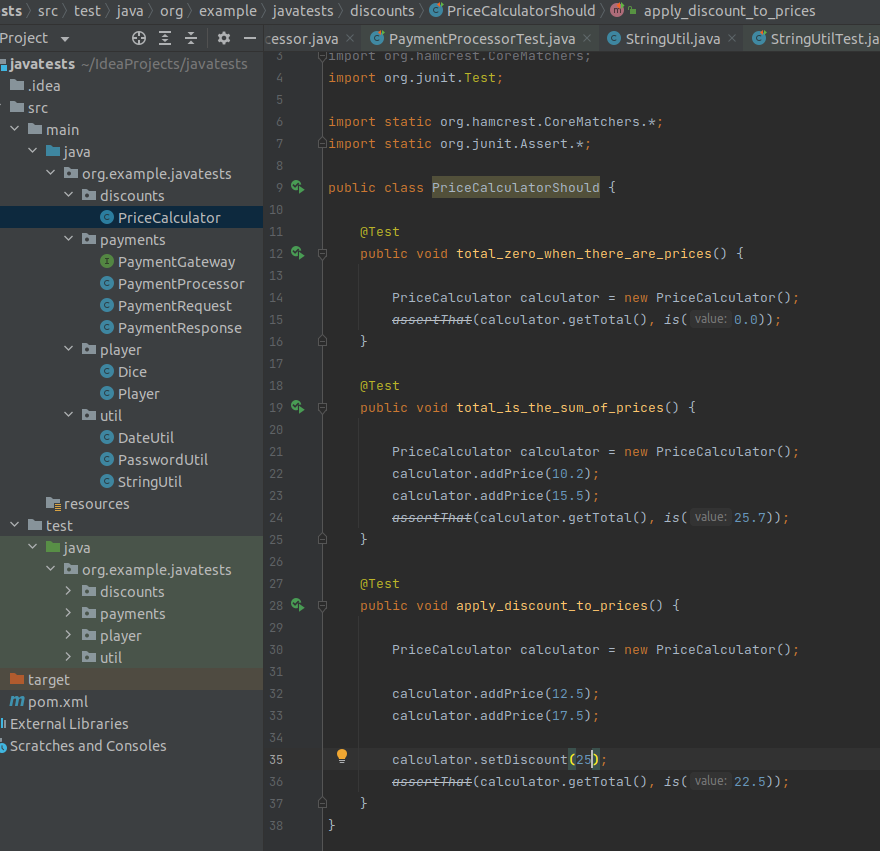 sts › src › test › java › org › example › javatests › discounts › PriceCalculatorShould › apply_discount_to_prices
Project
cessor.java × PaymentProcessorTest.java × StringUtil.java × StringUtilTest.ja
javatests ~/IdeaProjects/javatests
.idea
src
main
java
org.example.javatests
discounts
PriceCalculator
payments
PaymentGateway
PaymentProcessor
PaymentRequest
PaymentResponse
player
Dice
Player
util
DateUtil
PasswordUtil
StringUtil
resources
test
java
org.example.javatests
discounts
payments
player
util
target
pom.xml
External Libraries
Scratches and Consoles
3 import org.hamcrest.CoreMatchers;
4 import org.junit.Test;
5
6 import static org.hamcrest.CoreMatchers.*;
7 import static org.junit.Assert.*;
8
9 public class PriceCalculatorShould {
10
11 @Test
12 public void total_zero_when_there_are_prices() {
13
14 PriceCalculator calculator = new PriceCalculator();
15 assertThat(calculator.getTotal(), is( value: 0.0));
16 }
17
18 @Test
19 public void total_is_the_sum_of_prices() {
20
21 PriceCalculator calculator = new PriceCalculator();
22 calculator.addPrice(10.2);
23 calculator.addPrice(15.5);
24 assertThat(calculator.getTotal(), is( value: 25.7));
25 }
26
27 @Test
28 public void apply_discount_to_prices() {
29
30 PriceCalculator calculator = new PriceCalculator();
31
32 calculator.addPrice(12.5);
33 calculator.addPrice(17.5);
34
35 calculator.setDiscount(25);
36 assertThat(calculator.getTotal(), is( value: 22.5));
37 }
38 }